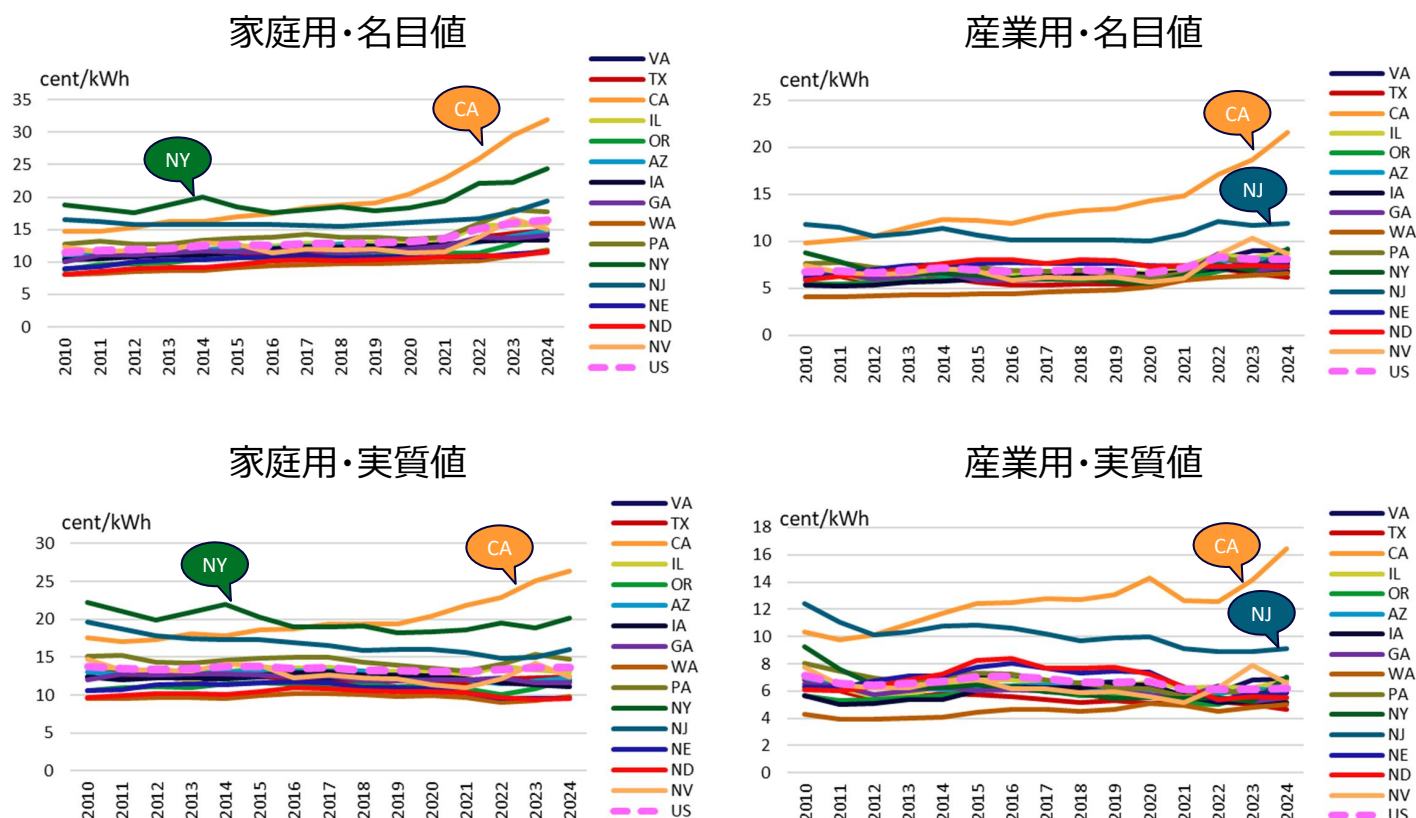 家庭用・名目値
cent/kWh
35
30
25
20
15
10
5
0
2010
2011
2012
2013
2014
2015
2016
2017
2018
2019
2020
2021
2022
2023
2024
NY
CA
VA
TX
CA
IL
OR
AZ
IA
GA
WA
PA
NY
NJ
NE
ND
NV
US
産業用・名目値
cent/kWh
25
20
15
10
5
0
2010
2011
2012
2013
2014
2015
2016
2017
2018
2019
2020
2021
2022
2023
2024
CA
NJ
VA
TX
CA
IL
OR
AZ
IA
GA
WA
PA
NY
NJ
NE
ND
NV
US
家庭用・実質値
cent/kWh
30
25
20
15
10
5
0
2010
2011
2012
2013
2014
2015
2016
2017
2018
2019
2020
2021
2022
2023
2024
NY
CA
VA
TX
CA
IL
OR
AZ
IA
GA
WA
PA
NY
NJ
NE
ND
NV
US
産業用・実質値
cent/kWh
18
16
14
12
10
8
6
4
2
0
2010
2011
2012
2013
2014
2015
2016
2017
2018
2019
2020
2021
2022
2023
2024
CA
NJ
VA
TX
CA
IL
OR
AZ
IA
GA
WA
PA
NY
NJ
NE
ND
NV
US